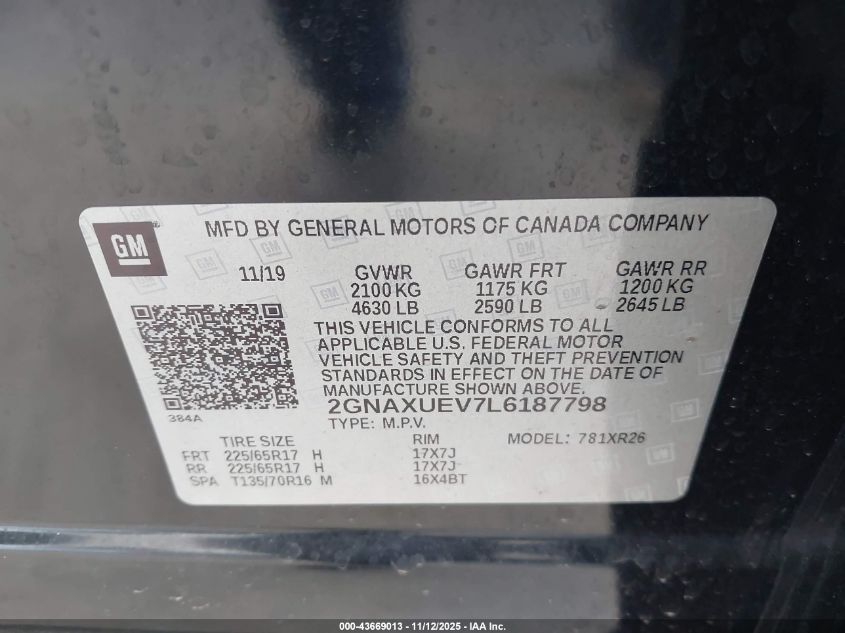 GM
MFD BY GENERAL MOTORS OF CANADA COMPANY
11/19 GVWR GAWR FRT GAWR RR
2100 KG 1175 KG 1200 KG
4630 LB 2590 LB 2645 LB
THIS VEHICLE CONFORMS TO ALL
APPLICABLE U.S. FEDERAL MOTOR
VEHICLE SAFETY AND THEFT PREVENTION
STANDARDS IN EFFECT ON THE DATE OF
MANUFACTURE SHOWN ABOVE.
384A
2GNAXUEV7L6187798
TYPE: M.P.V.
TIRE SIZE RIM MODEL: 781XR26
FRT 225/65R17 H 17X7J
RR 225/65R17 H 17X7J
SPA T135/70R16 M 16X4BT
000-43669013 - 11/12/2025 - IAA Inc.